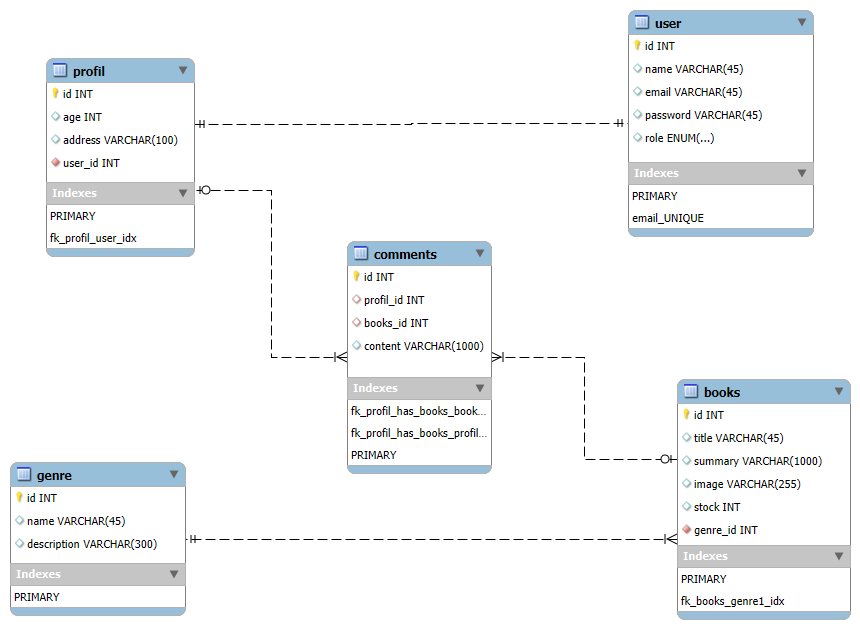 user
id INT
name VARCHAR(45)
email VARCHAR(45)
password VARCHAR(45)
role ENUM(...)
Indexes
PRIMARY
email_UNIQUE
profil
id INT
age INT
address VARCHAR(100)
user_id INT
Indexes
PRIMARY
fk_profil_user_idx
comments
id INT
profil_id INT
books_id INT
content VARCHAR(1000)
Indexes
fk_profil_has_books_book...
fk_profil_has_books_profil...
PRIMARY
books
id INT
title VARCHAR(45)
summary VARCHAR(1000)
image VARCHAR(255)
stock INT
genre_id INT
Indexes
PRIMARY
fk_books_genre1_idx
genre
id INT
name VARCHAR(45)
description VARCHAR(300)
Indexes
PRIMARY